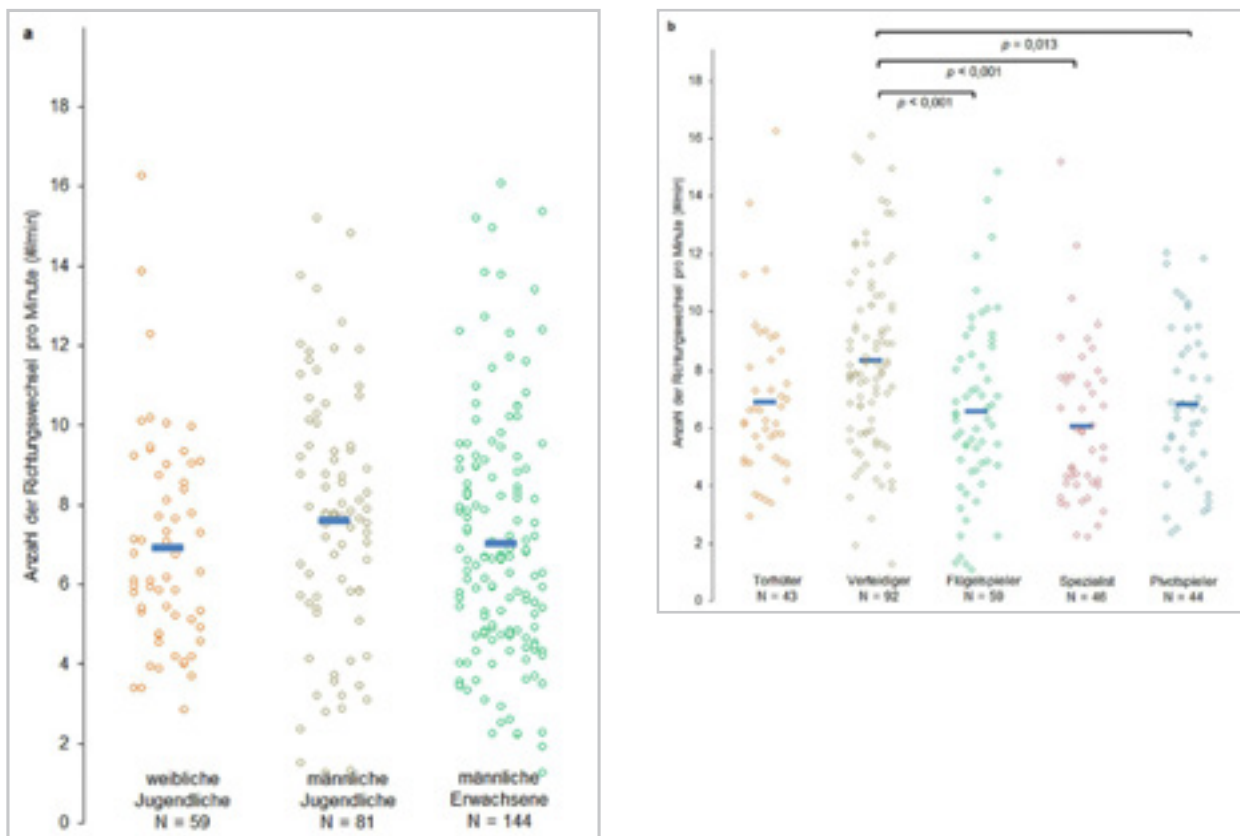 a
Anzahl der Richtungswechsel pro Minute (#/min)
18
16
14
12
10
8
6
4
2
0
weibliche
Jugendliche
N = 59
männliche
Jugendliche
N = 81
männliche
Erwachsene
N = 144
b
p = 0,013
p < 0,001
p < 0,001
Anzahl der Richtungswechsel pro Minute (#/min)
18
16
14
12
10
8
6
4
2
0
Torhüter
N = 43
Verteidiger
N = 92
Flügelspieler
N = 59
Spezialist
N = 46
Pivotspieler
N = 44